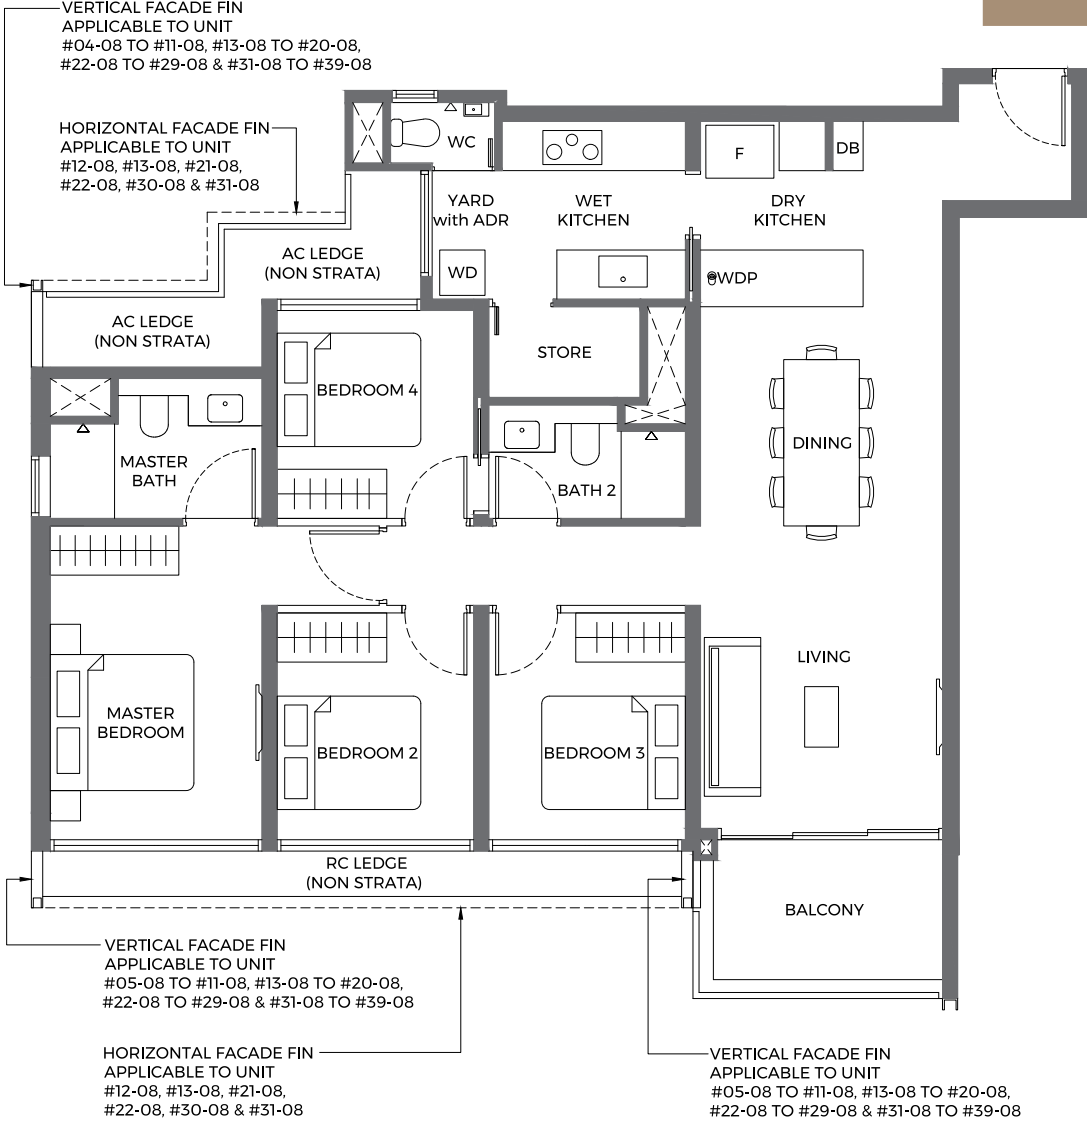 VERTICAL FACADE FIN
APPLICABLE TO UNIT
#04-08 TO #11-08, #13-08 TO #20-08,
#22-08 TO #29-08 & #31-08 TO #39-08
HORIZONTAL FACADE FIN
APPLICABLE TO UNIT
#12-08, #13-08, #21-08,
#22-08, #30-08 & #31-08
WC
F
DB
YARD
with ADR
WET
KITCHEN
DRY
KITCHEN
AC LEDGE
(NON STRATA)
WD
WDP
AC LEDGE
(NON STRATA)
STORE
BEDROOM 4
DINING
MASTER
BATH
BATH 2
LIVING
MASTER
BEDROOM
BEDROOM 2
BEDROOM 3
RC LEDGE
(NON STRATA)
BALCONY
VERTICAL FACADE FIN
APPLICABLE TO UNIT
#05-08 TO #11-08, #13-08 TO #20-08,
#22-08 TO #29-08 & #31-08 TO #39-08
HORIZONTAL FACADE FIN
APPLICABLE TO UNIT
#12-08, #13-08, #21-08,
#22-08, #30-08 & #31-08
VERTICAL FACADE FIN
APPLICABLE TO UNIT
#05-08 TO #11-08, #13-08 TO #20-08,
#22-08 TO #29-08 & #31-08 TO #39-08